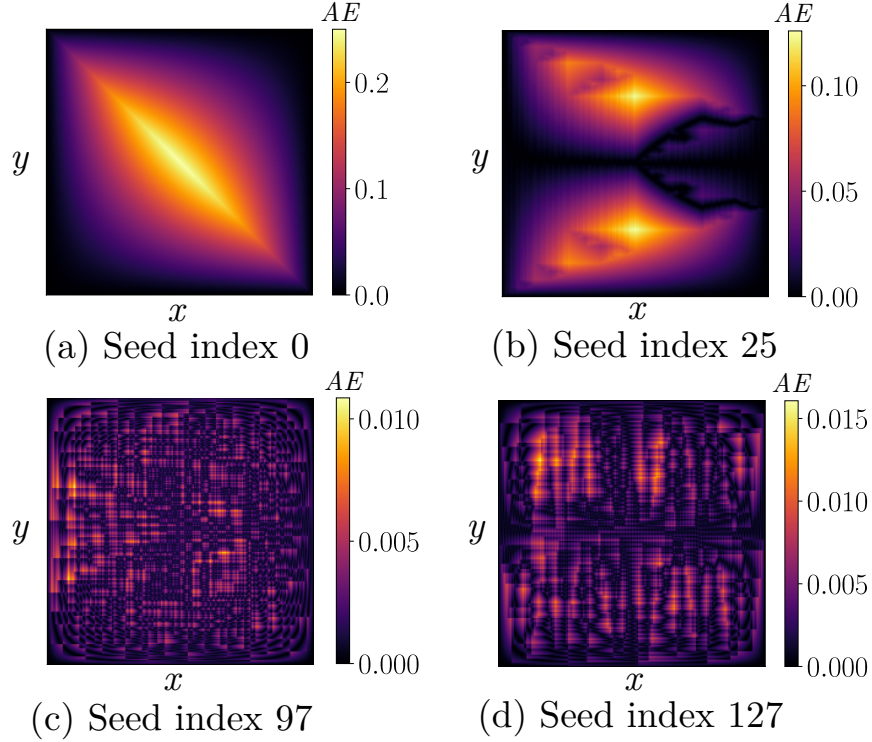 AE
0.2
0.1
0.0
y
x
(a) Seed index 0
AE
0.10
0.05
0.00
y
x
(b) Seed index 25
AE
0.010
0.005
0.000
y
x
(c) Seed index 97
AE
0.015
0.010
0.005
0.000
y
x
(d) Seed index 127